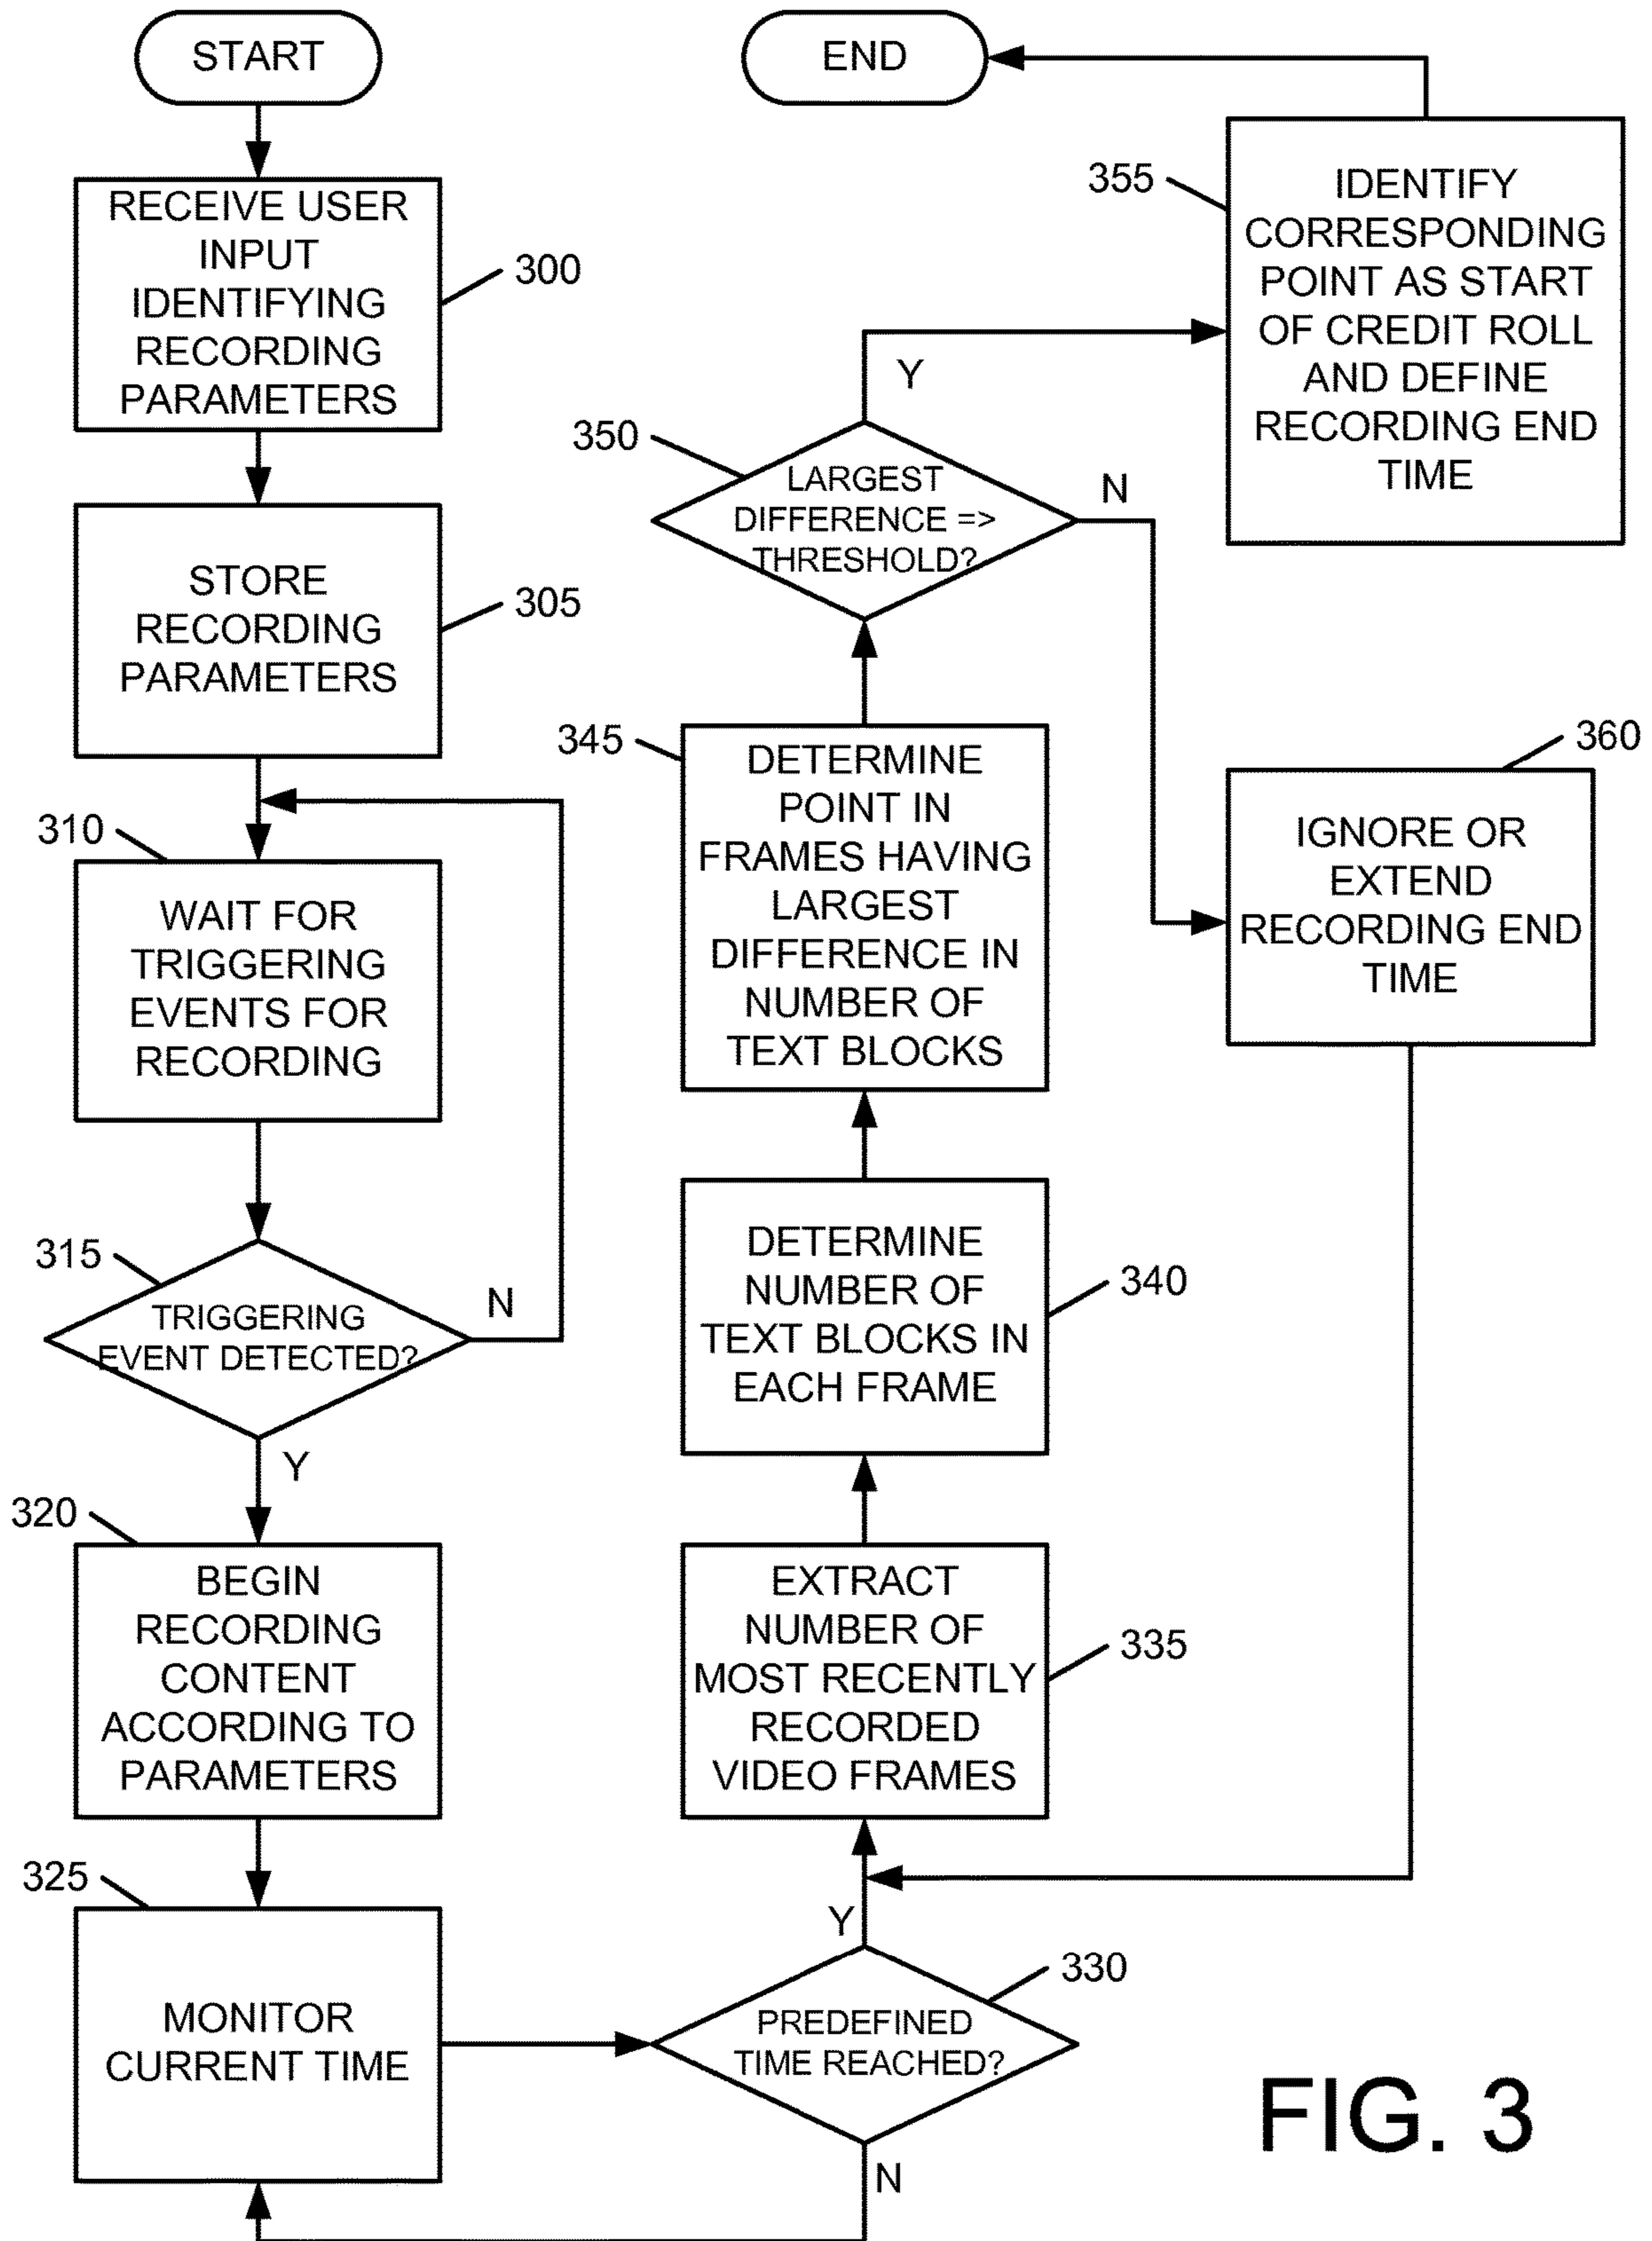 START
RECEIVE USER
INPUT
IDENTIFYING
RECORDING
PARAMETERS
300
STORE
RECORDING
PARAMETERS
305
310
WAIT FOR
TRIGGERING
EVENTS FOR
RECORDING
315
TRIGGERING
EVENT DETECTED?
N
Y
320
BEGIN
RECORDING
CONTENT
ACCORDING TO
PARAMETERS
325
MONITOR
CURRENT TIME
330
PREDEFINED
TIME REACHED?
N
Y
EXTRACT
NUMBER OF
MOST RECENTLY
RECORDED
VIDEO FRAMES
335
DETERMINE
NUMBER OF
TEXT BLOCKS IN
EACH FRAME
340
345
DETERMINE
POINT IN
FRAMES HAVING
LARGEST
DIFFERENCE IN
NUMBER OF
TEXT BLOCKS
350
LARGEST
DIFFERENCE =>
THRESHOLD?
Y
N
355
IDENTIFY
CORRESPONDING
POINT AS START
OF CREDIT ROLL
AND DEFINE
RECORDING END
TIME
360
IGNORE OR
EXTEND
RECORDING END
TIME
END
FIG. 3